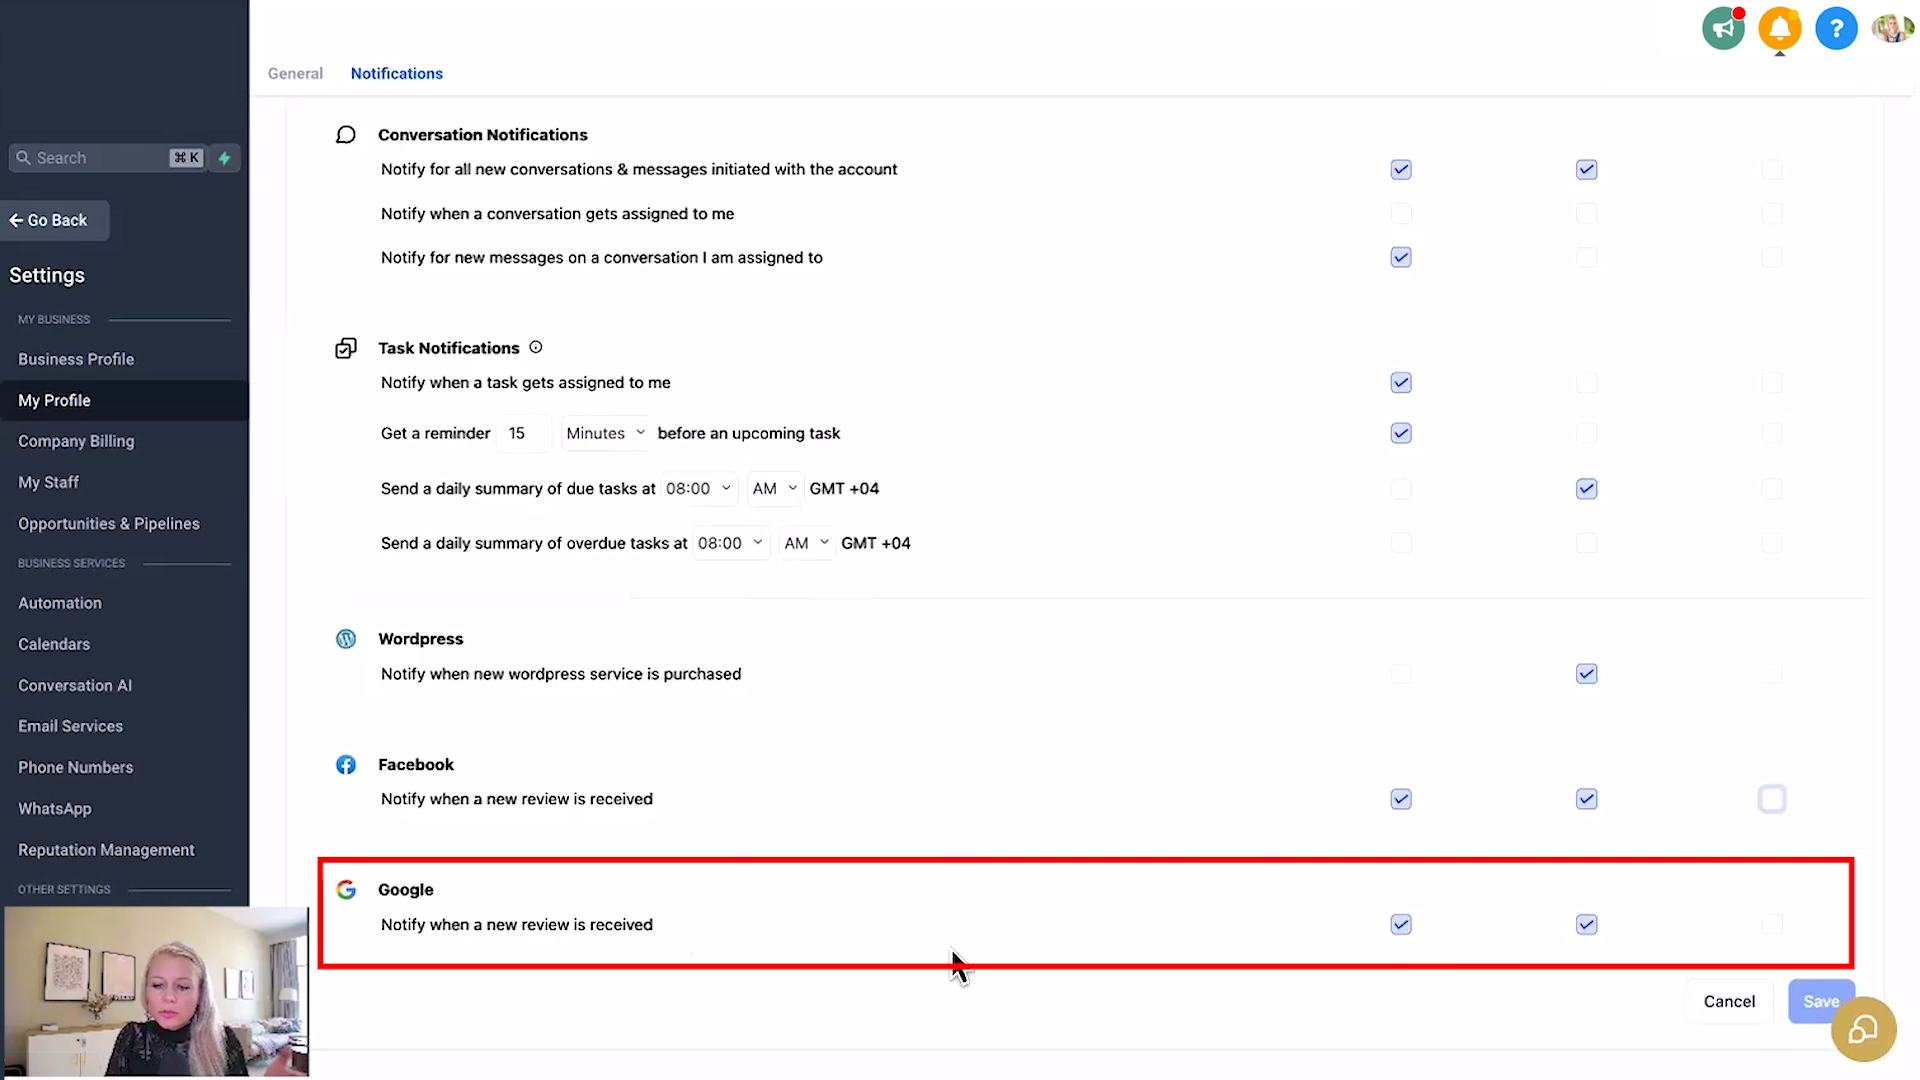 General
Notifications
?
Search
⌘ K
Go Back
Settings
MY BUSINESS
Business Profile
My Profile
Company Billing
My Staff
Opportunities & Pipelines
BUSINESS SERVICES
Automation
Calendars
Conversation AI
Email Services
Phone Numbers
WhatsApp
Reputation Management
OTHER SETTINGS
Conversation Notifications
Notify for all new conversations & messages initiated with the account
Notify when a conversation gets assigned to me
Notify for new messages on a conversation I am assigned to
Task Notifications
Notify when a task gets assigned to me
Get a reminder 15 Minutes before an upcoming task
Send a daily summary of due tasks at 08:00 AM GMT +04
Send a daily summary of overdue tasks at 08:00 AM GMT +04
Wordpress
Notify when new wordpress service is purchased
Facebook
Notify when a new review is received
Google
Notify when a new review is received
Cancel
Save